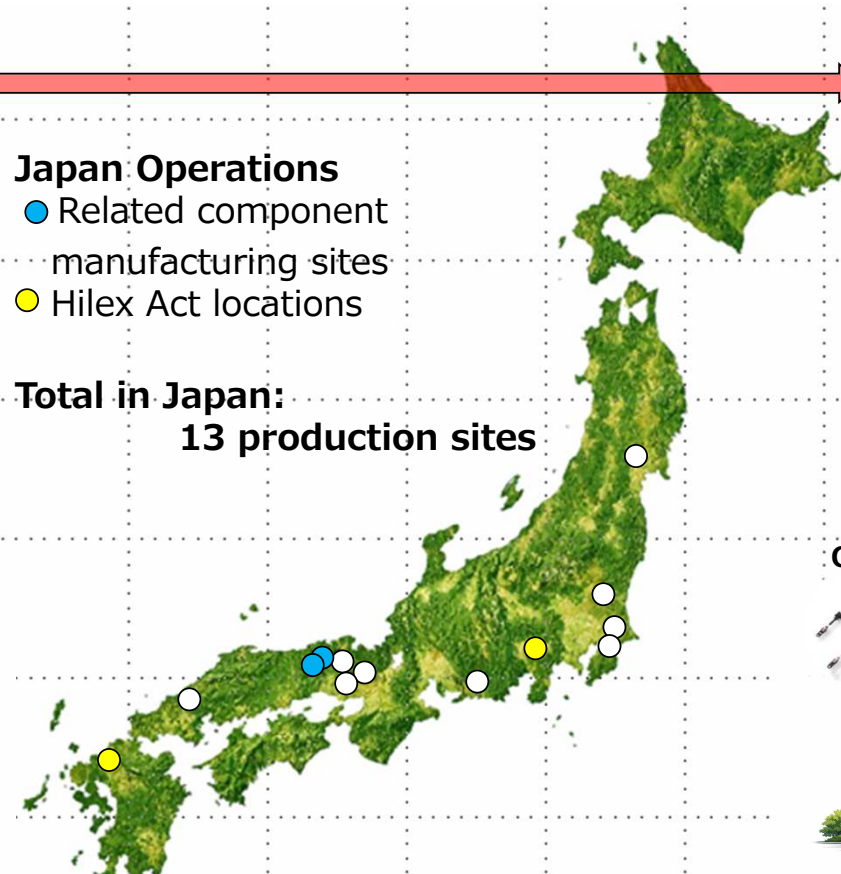 Japan Operations
Related component
manufacturing sites
Hilex Act locations
Total in Japan:
13 production sites